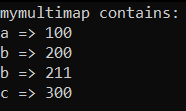 mymultimap contains:
a => 100
b => 200
b => 211
c => 300